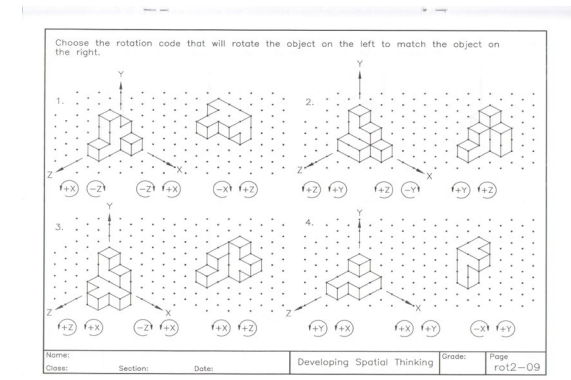 Choose the rotation code that will rotate the object on the left to match the object on
the right.
1.
Y
Z
X
+X -Z -Z +X -X +Z
2.
Y
Z
X
+Z +Y +Z -Y +Y +Z
3.
Y
Z
X
+Z +X -Z +X +X +Z
4.
Y
Z
X
+Y +X +X +Y -X +Y
Name:
Class: Section: Date:
Developing Spatial Thinking
Grade:
Page
rot2-09